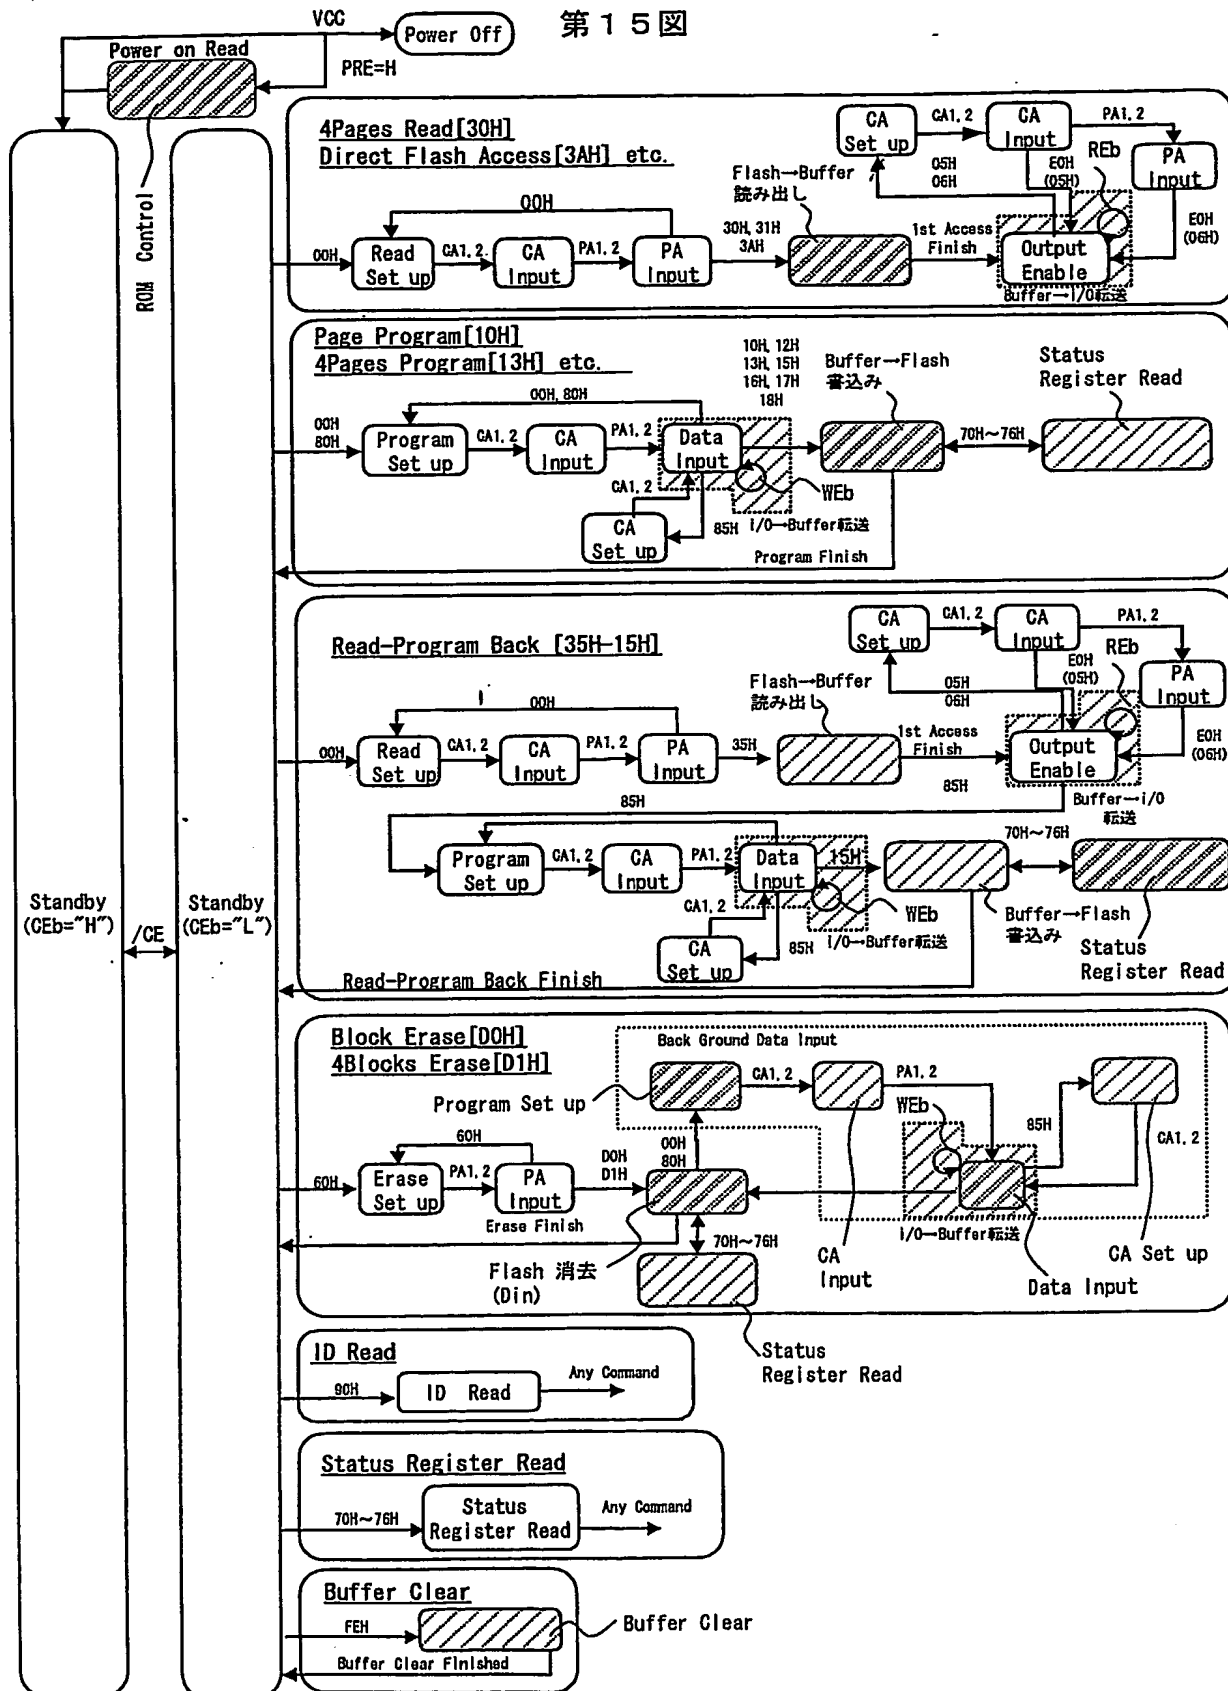 第15図
VCC
Power Off
Power on Read
PRE=H
ROM Control
Standby
(CEb="H")
/CE
Standby
(CEb="L")
4Pages Read[30H]
Direct Flash Access[3AH] etc.
00H
Read
Set up
CA1, 2
CA
Input
PA1, 2
PA
Input
00H
30H, 31H
3AH
Flash→Buffer
読み出し
1st Access
Finish
Output
Enable
Buffer→i/O転送
05H
06H
CA
Set up
CA1, 2
CA
Input
PA1, 2
PA
Input
E0H
(05H)
REb
E0H
(06H)
Page Program[10H]
4Pages Program[13H] etc.
00H
80H
Program
Set up
CA1, 2
CA
Input
PA1, 2
Data
Input
00H, 80H
10H, 12H
13H, 15H
16H, 17H
18H
Buffer→Flash
書込み
70H~76H
Status
Register Read
WEb
i/O→Buffer転送
CA1, 2
85H
CA
Set up
Program Finish
Read-Program Back [35H-15H]
00H
Read
Set up
CA1, 2
CA
Input
PA1, 2
PA
Input
00H
35H
Flash→Buffer
読み出し
1st Access
Finish
Output
Enable
Buffer→i/O
転送
05H
06H
CA
Set up
CA1, 2
CA
Input
PA1, 2
PA
Input
E0H
(05H)
REb
E0H
(06H)
85H
85H
Program
Set up
CA1, 2
CA
Input
PA1, 2
Data
Input
15H
70H~76H
WEb
i/O→Buffer転送
CA1, 2
85H
CA
Set up
Buffer→Flash
書込み
Status
Register Read
Read-Program Back Finish
Block Erase[D0H]
4Blocks Erase[D1H]
Back Ground Data Input
Program Set up
CA1, 2
PA1, 2
WEb
85H
CA1, 2
60H
Erase
Set up
PA1, 2
PA
Input
60H
D0H
D1H
00H
80H
Erase Finish
70H~76H
Flash 消去
(Din)
CA
Input
i/O→Buffer転送
Data Input
CA Set up
Status
Register Read
ID Read
90H
ID Read
Any Command
Status Register Read
70H~76H
Status
Register Read
Any Command
Buffer Clear
FEH
Buffer Clear
Buffer Clear Finished